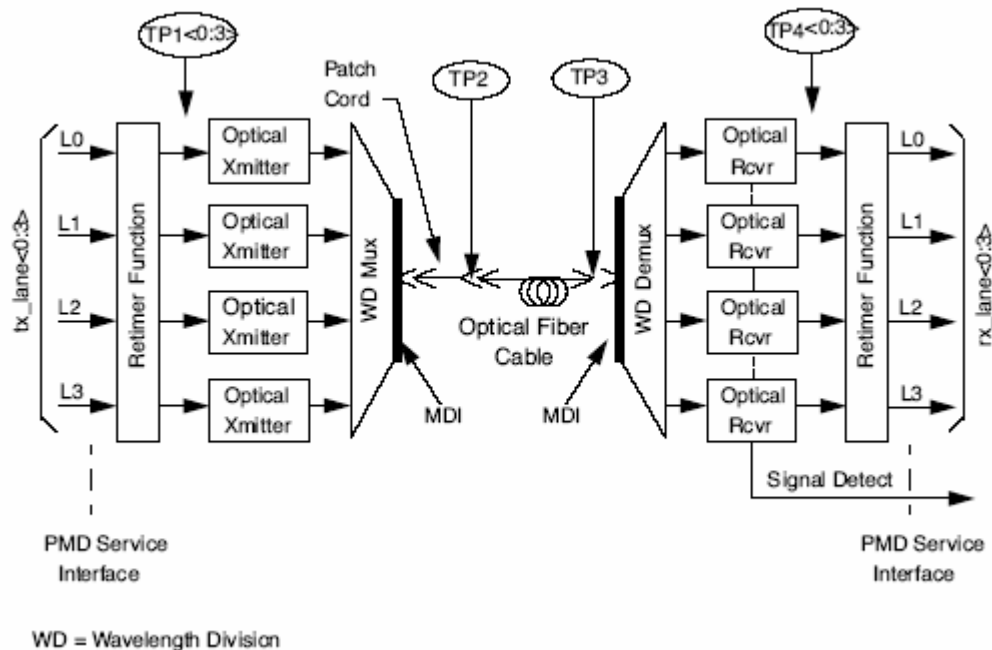 TP1<0:3>
TP4<0:3>
Patch
Cord
TP2
TP3
L0
L1
L2
L3
tx_lane<0:3>
Retimer Function
Optical
Xmitter
Optical
Xmitter
Optical
Xmitter
Optical
Xmitter
WD Mux
MDI
Optical Fiber
Cable
MDI
WD Demux
Optical
Rcvr
Optical
Rcvr
Optical
Rcvr
Optical
Rcvr
Retimer Function
L0
L1
L2
L3
rx_lane<0:3>
Signal Detect
PMD Service
Interface
PMD Service
Interface
WD = Wavelength Division